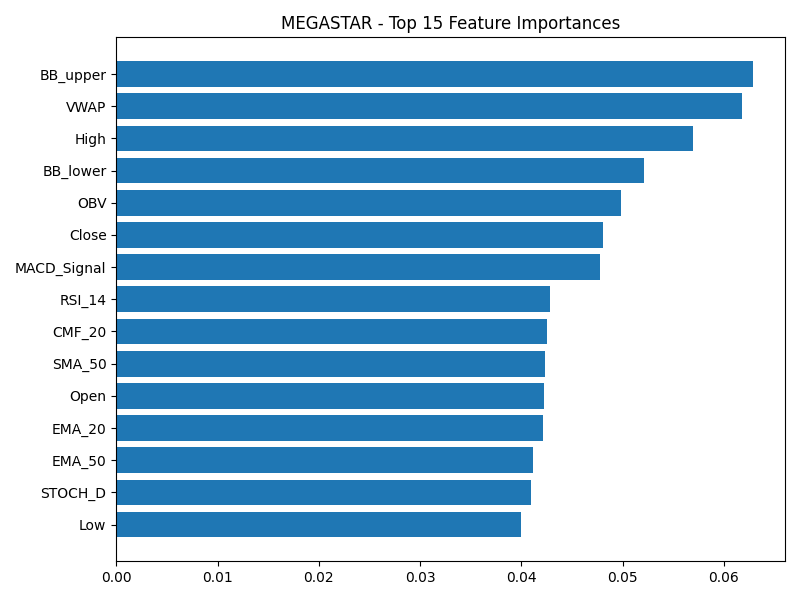 MEGASTAR - Top 15 Feature Importances
BB_upper
VWAP
High
BB_lower
OBV
Close
MACD_Signal
RSI_14
CMF_20
SMA_50
Open
EMA_20
EMA_50
STOCH_D
Low
0.00 0.01 0.02 0.03 0.04 0.05 0.06